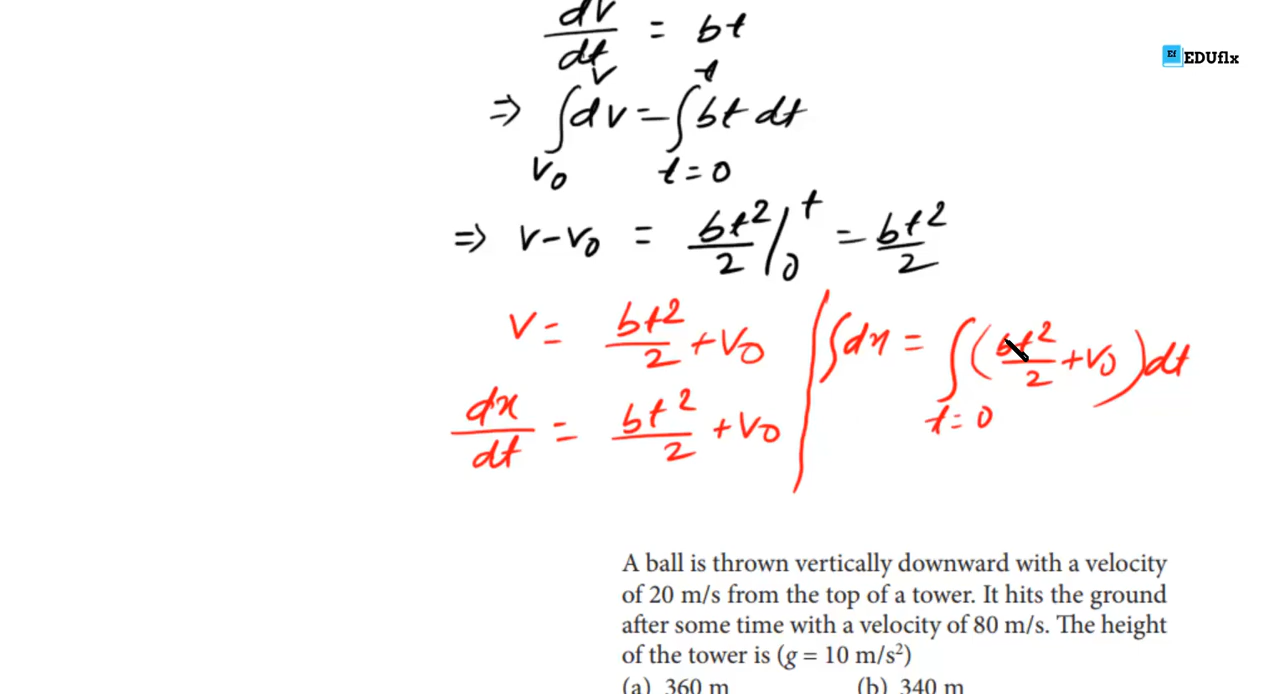 dv/dt = bt
Ef EDUflx
⇒ ∫_{v₀}^{v} dv = ∫_{t=0}^{t} bt dt
⇒ v-v₀ = bt²/2 |₀ᵗ = bt²/2
v = bt²/2 + v₀
dx/dt = bt²/2 + v₀
∫dx = ∫_{t=0} (bt²/2 + v₀) dt
A ball is thrown vertically downward with a velocity
of 20 m/s from the top of a tower. It hits the ground
after some time with a velocity of 80 m/s. The height
of the tower is (g = 10 m/s²)
(a) 360 m (b) 340 m